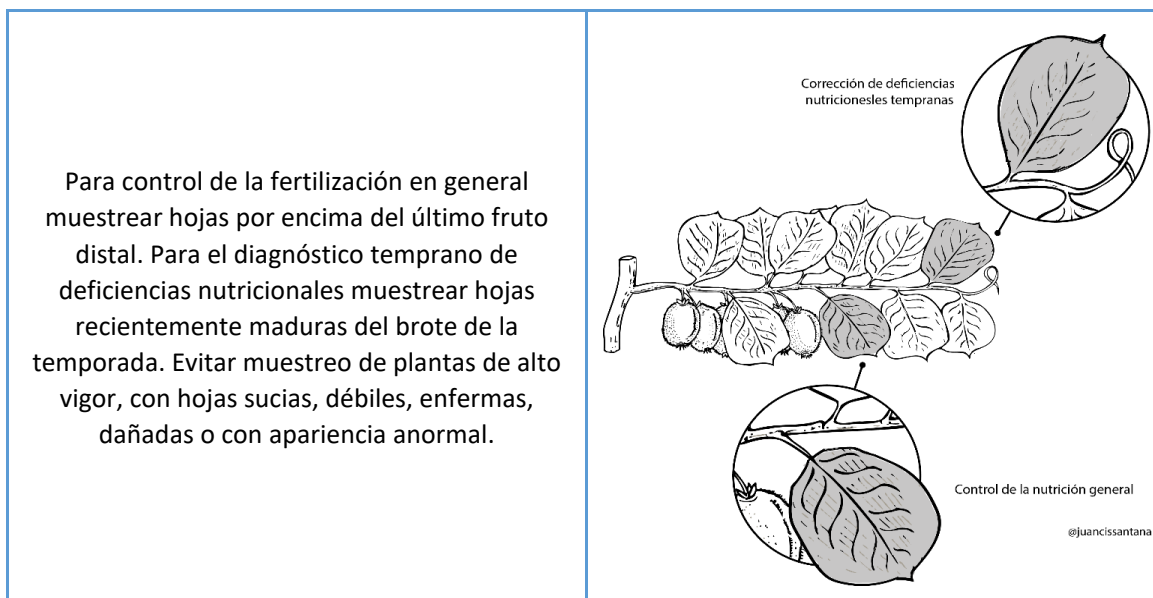 Para control de la fertilización en general
muestrear hojas por encima del último fruto
distal. Para el diagnóstico temprano de
deficiencias nutricionales muestrear hojas
recientemente maduras del brote de la
temporada. Evitar muestreo de plantas de alto
vigor, con hojas sucias, débiles, enfermas,
dañadas o con apariencia anormal.
Corrección de deficiencias
nutricionesles tempranas
Control de la nutrición general
@juancissantana